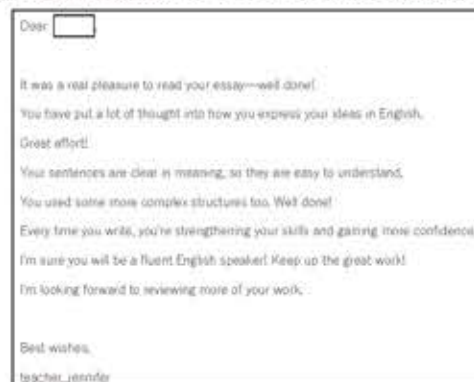 Dear
It was a real pleasure to read your essay—well done!
You have put a lot of thought into how you express your ideas in English.
Great effort!
Your sentences are clear in meaning, so they are easy to understand.
You used some more complex structures too. Well done!
Every time you write, you're strengthening your skills and gaining more confidence.
I'm sure you will be a fluent English speaker! Keep up the great work!
I'm looking forward to reviewing more of your work.
Best wishes,
teacher jennifer